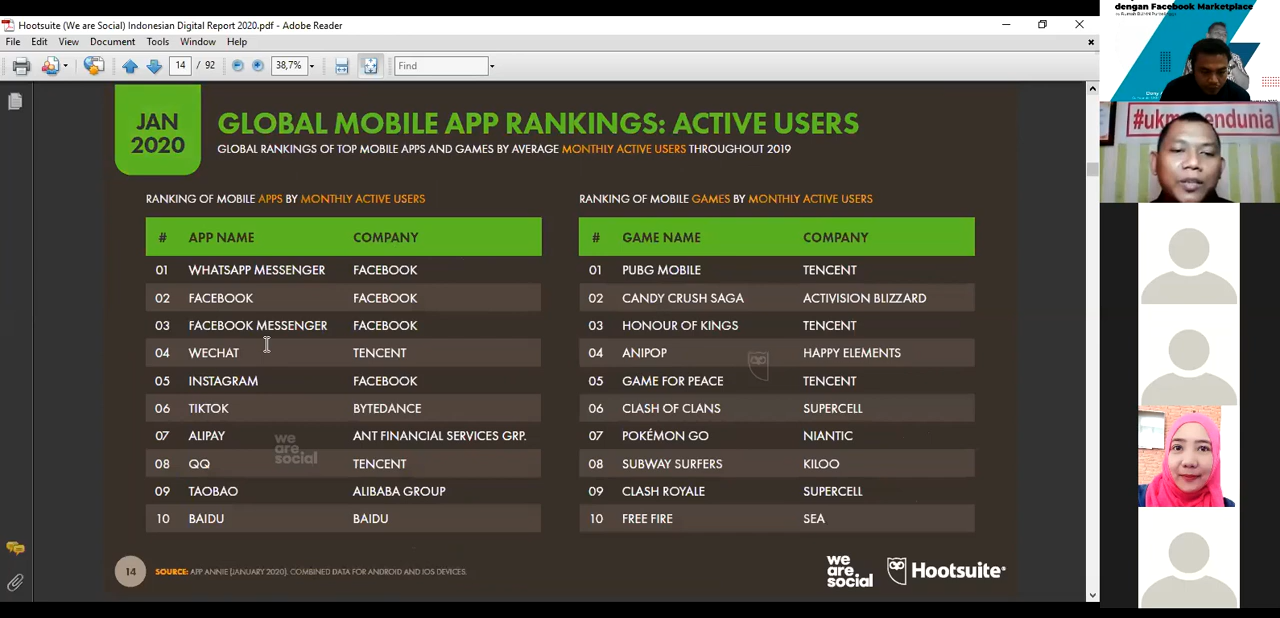 Hootsuite (We are Social) Indonesian Digital Report 2020.pdf - Adobe Reader
File Edit View Document Tools Window Help
14 / 92 38,7% Find
JAN
2020
GLOBAL MOBILE APP RANKINGS: ACTIVE USERS
GLOBAL RANKINGS OF TOP MOBILE APPS AND GAMES BY AVERAGE MONTHLY ACTIVE USERS THROUGHOUT 2019
RANKING OF MOBILE APPS BY MONTHLY ACTIVE USERS
# APP NAME COMPANY
01 WHATSAPP MESSENGER FACEBOOK
02 FACEBOOK FACEBOOK
03 FACEBOOK MESSENGER FACEBOOK
04 WECHAT TENCENT
05 INSTAGRAM FACEBOOK
06 TIKTOK BYTEDANCE
07 ALIPAY ANT FINANCIAL SERVICES GRP.
08 QQ TENCENT
09 TAOBAO ALIBABA GROUP
10 BAIDU BAIDU
RANKING OF MOBILE GAMES BY MONTHLY ACTIVE USERS
# GAME NAME COMPANY
01 PUBG MOBILE TENCENT
02 CANDY CRUSH SAGA ACTIVISION BLIZZARD
03 HONOUR OF KINGS TENCENT
04 ANIPOP HAPPY ELEMENTS
05 GAME FOR PEACE TENCENT
06 CLASH OF CLANS SUPERCELL
07 POKÉMON GO NIANTIC
08 SUBWAY SURFERS KILOO
09 CLASH ROYALE SUPERCELL
10 FREE FIRE SEA
we
are
social
14
SOURCE: APP ANNIE (JANUARY 2020). COMBINED DATA FOR ANDROID AND IOS DEVICES.
we
are
social
Hootsuite®
dengan Facebook Marketplace